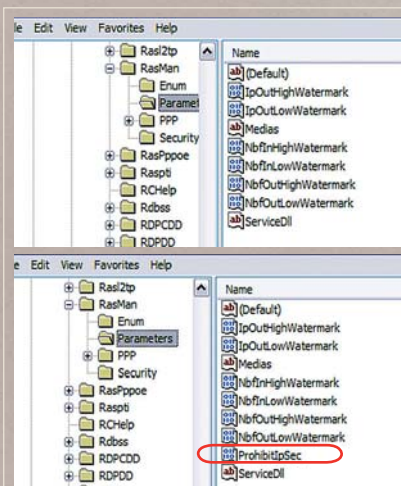 le Edit View Favorites Help
Rasl2tp
RasMan
Enum
Paramet
PPP
Security
RasPppoe
Raspti
RCHelp
Rdbss
RDPCDD
RDPDD
Name
(Default)
IpOutHighWatermark
IpOutLowWatermark
Medias
NbfInHighWatermark
NbfInLowWatermark
NbfOutHighWatermark
NbfOutLowWatermark
ServiceDll
e Edit View Favorites Help
Rasl2tp
RasMan
Enum
Parameters
PPP
Security
RasPppoe
Raspti
RCHelp
Rdbss
RDPCDD
RDPDD
Name
(Default)
IpOutHighWatermark
IpOutLowWatermark
Medias
NbfInHighWatermark
NbfInLowWatermark
NbfOutHighWatermark
NbfOutLowWatermark
ProhibitIpSec
ServiceDll